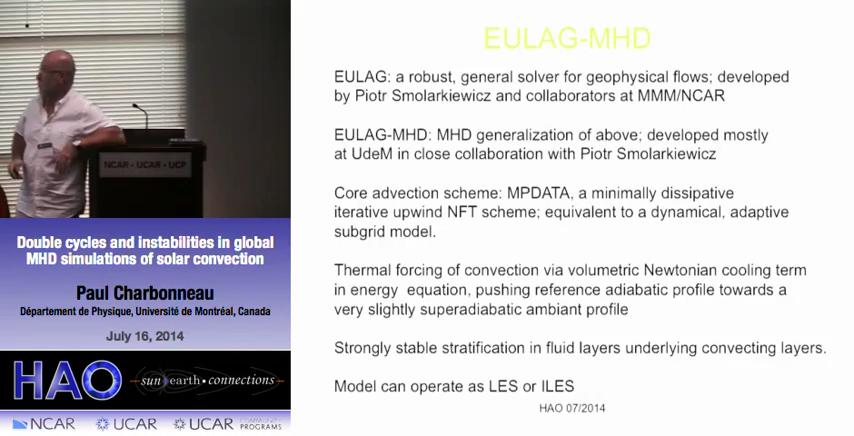 NCAR - UCAR - UCP
Double cycles and instabilities in global
MHD simulations of solar convection
Paul Charbonneau
Département de Physique, Université de Montréal, Canada
July 16, 2014
HAO
sun earth • connections
NCAR
UCAR
UCAR COMMUNITY
PROGRAMS
EULAG-MHD
EULAG: a robust, general solver for geophysical flows; developed
by Piotr Smolarkiewicz and collaborators at MMM/NCAR
EULAG-MHD: MHD generalization of above; developed mostly
at UdeM in close collaboration with Piotr Smolarkiewicz
Core advection scheme: MPDATA, a minimally dissipative
iterative upwind NFT scheme; equivalent to a dynamical, adaptive
subgrid model.
Thermal forcing of convection via volumetric Newtonian cooling term
in energy equation, pushing reference adiabatic profile towards a
very slightly superadiabatic ambiant profile
Strongly stable stratification in fluid layers underlying convecting layers.
Model can operate as LES or ILES
HAO 07/2014